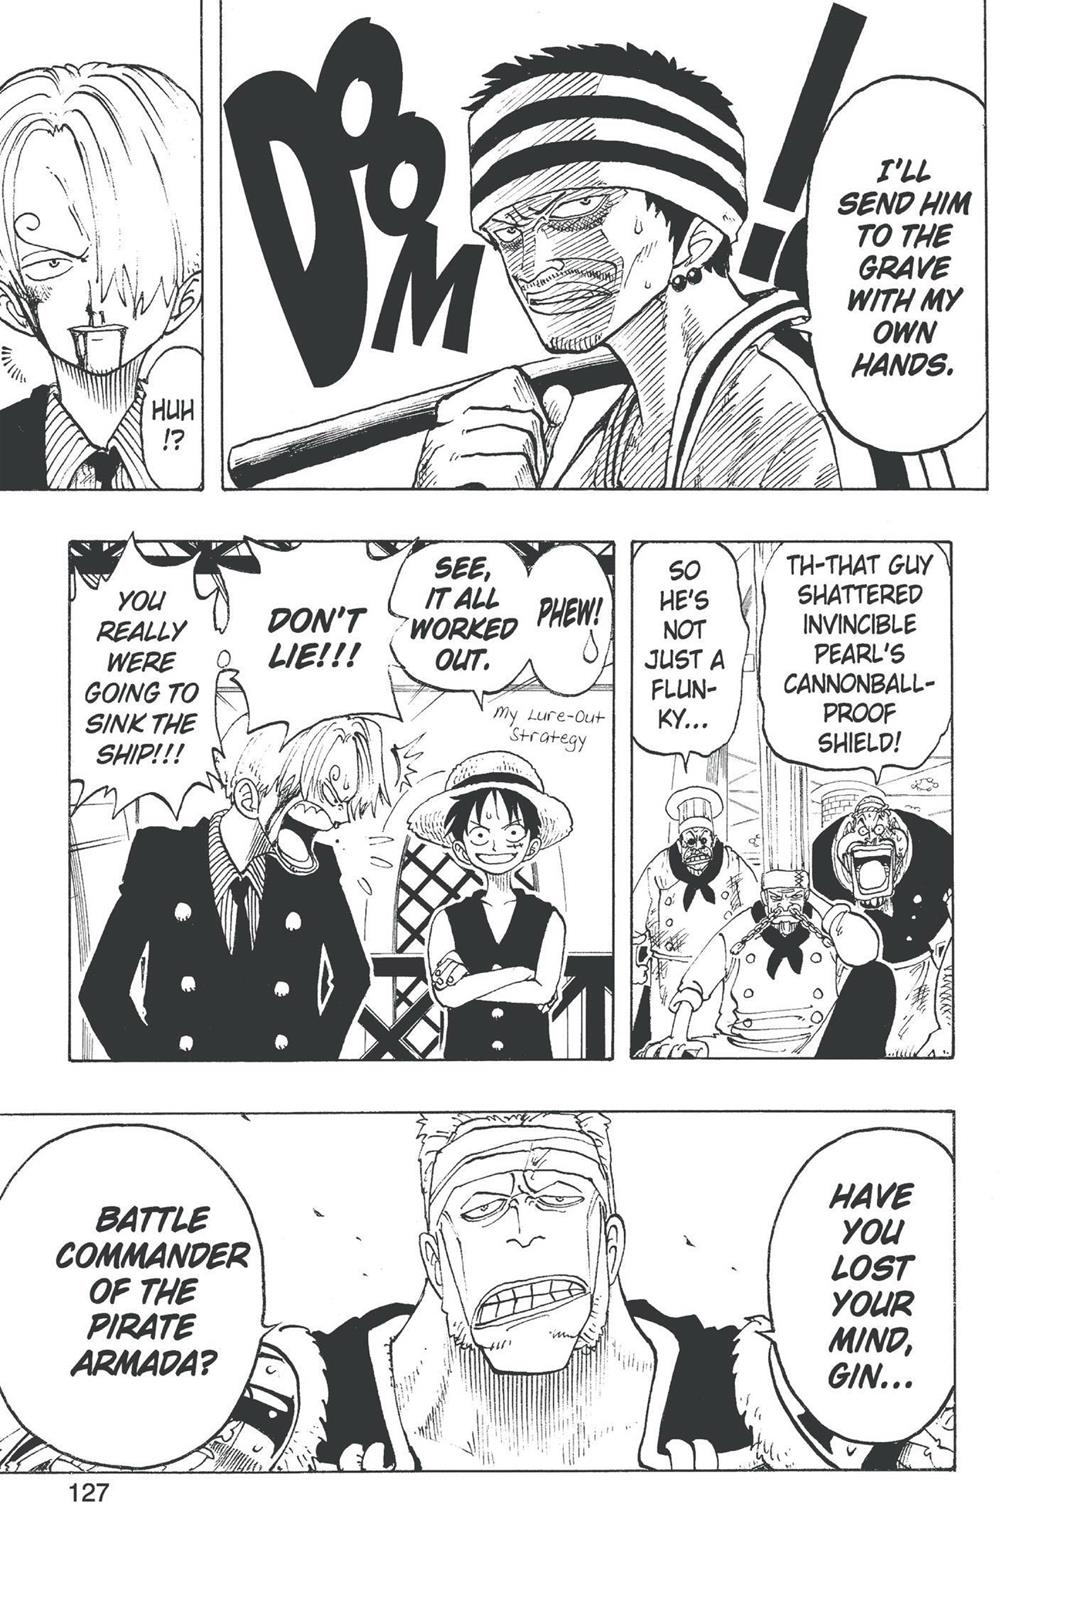 I'LL
SEND HIM
TO THE
GRAVE
WITH MY
OWN
HANDS.
DOOM!
HUH
!?
TH-THAT GUY
SHATTERED
INVINCIBLE
PEARL'S
CANNONBALL-
PROOF
SHIELD!
SO
HE'S
NOT
JUST A
FLUN-
KY...
PHEW!
SEE,
IT ALL
WORKED
OUT.
My Lure-Out
Strategy
DON'T
LIE!!!
YOU
REALLY
WERE
GOING TO
SINK THE
SHIP!!!
HAVE
YOU
LOST
YOUR
MIND,
GIN...
BATTLE
COMMANDER
OF THE
PIRATE
ARMADA?
127